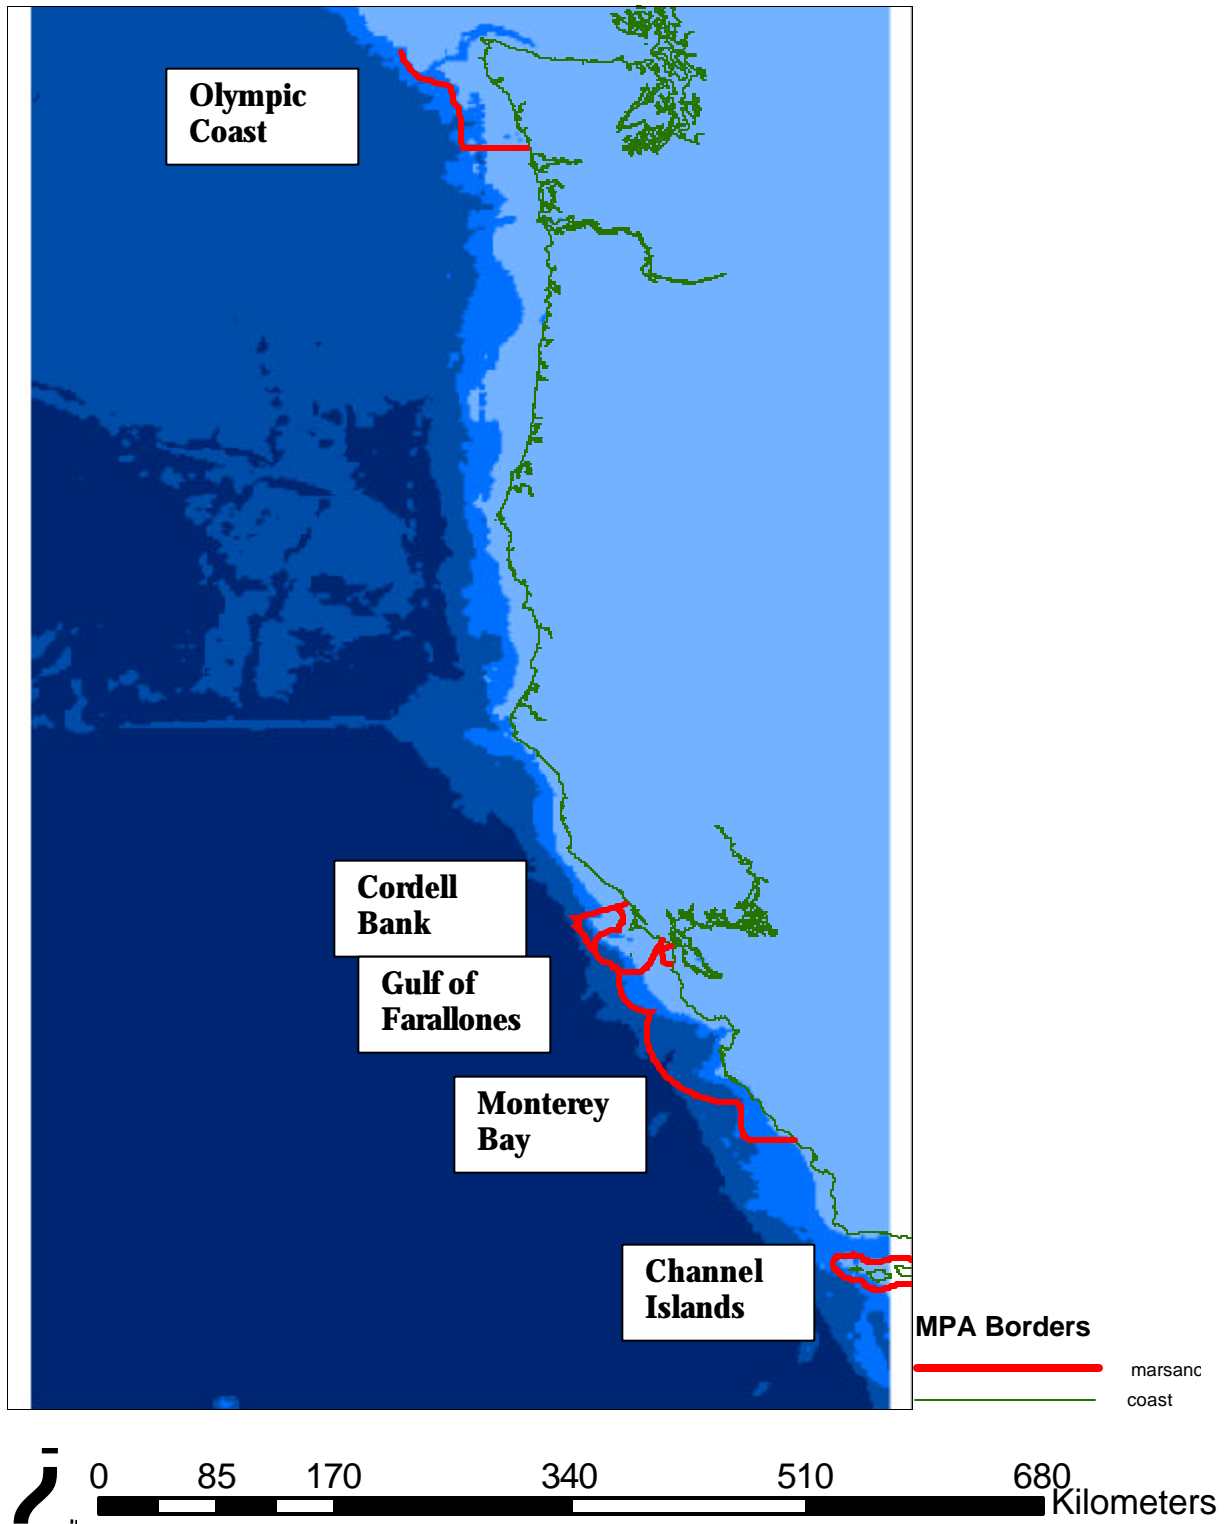 Olympic
Coast
Cordell
Bank
Gulf of
Farallones
Monterey
Bay
Channel
Islands
MPA Borders
marsanc
coast
0 85 170 340 510 680
Kilometers